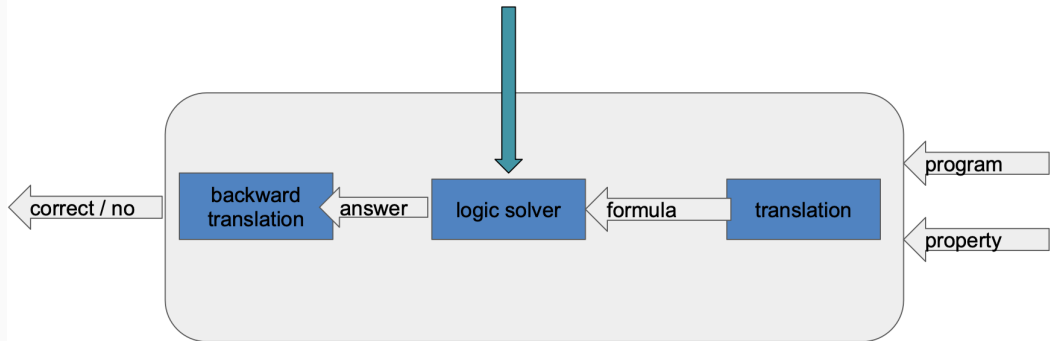 program
backward
translation
answer
logic solver
formula
translation
correct / no
property